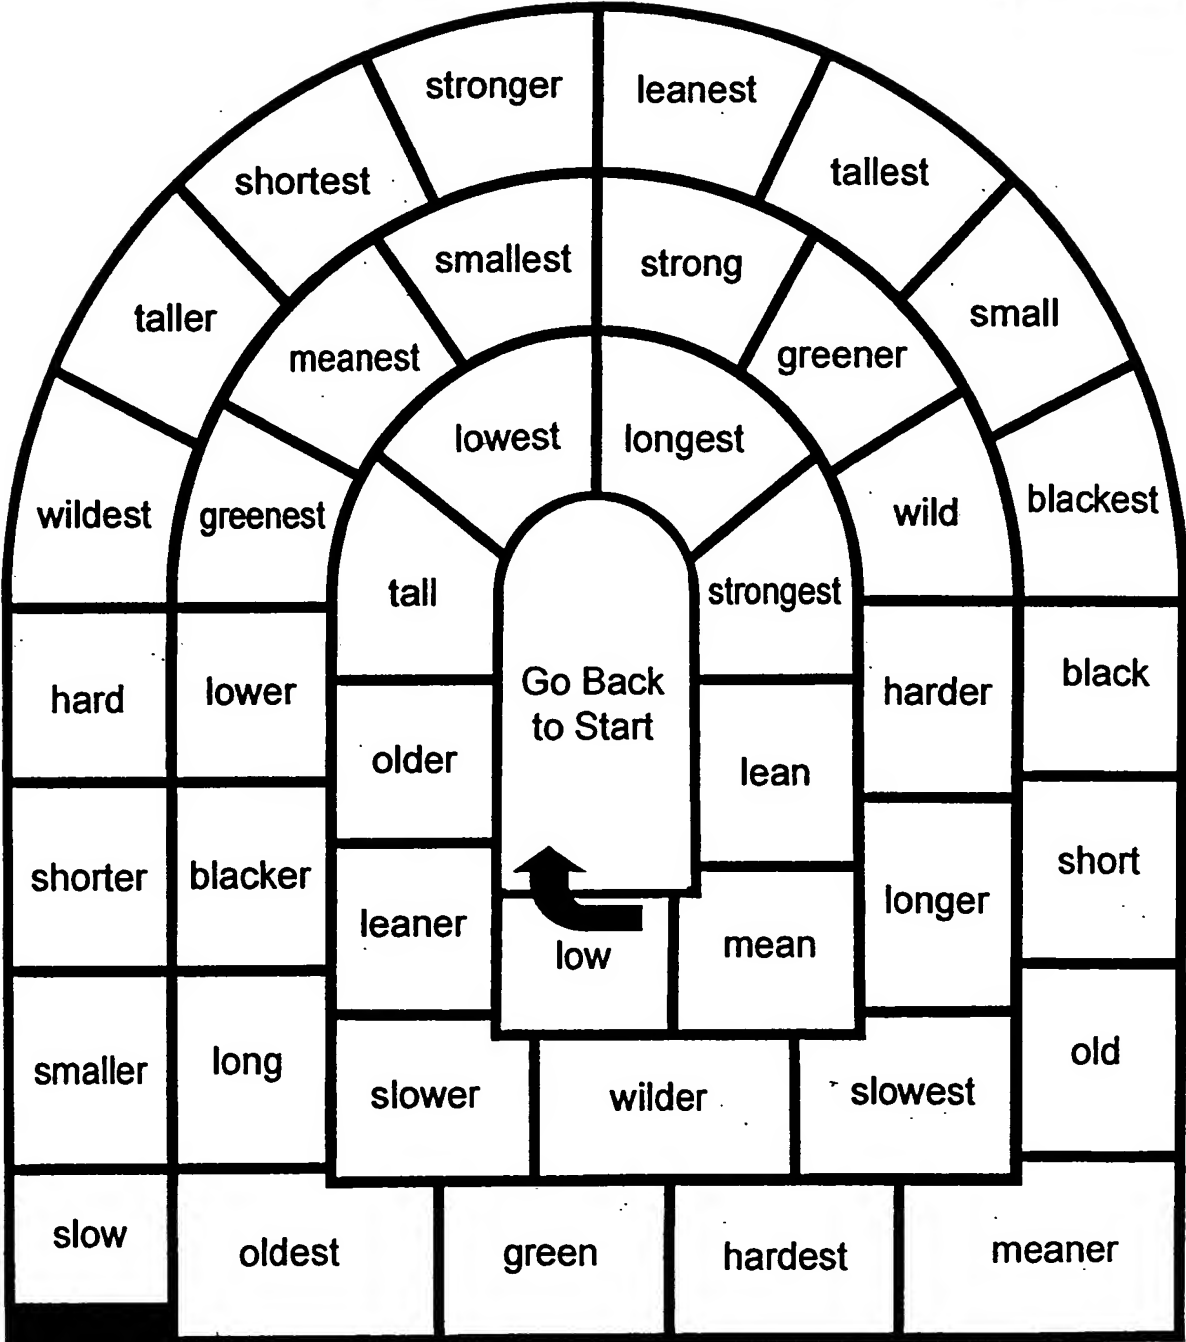 stronger
leanest
shortest
tallest
smallest
strong
taller
small
meanest
greener
lowest
longest
wildest
greenest
wild
blackest
tall
strongest
Go Back
to Start
hard
lower
harder
black
older
lean
shorter
blacker
longer
short
leaner
low
mean
smaller
long
slower
wilder
slowest
old
slow
oldest
green
hardest
meaner